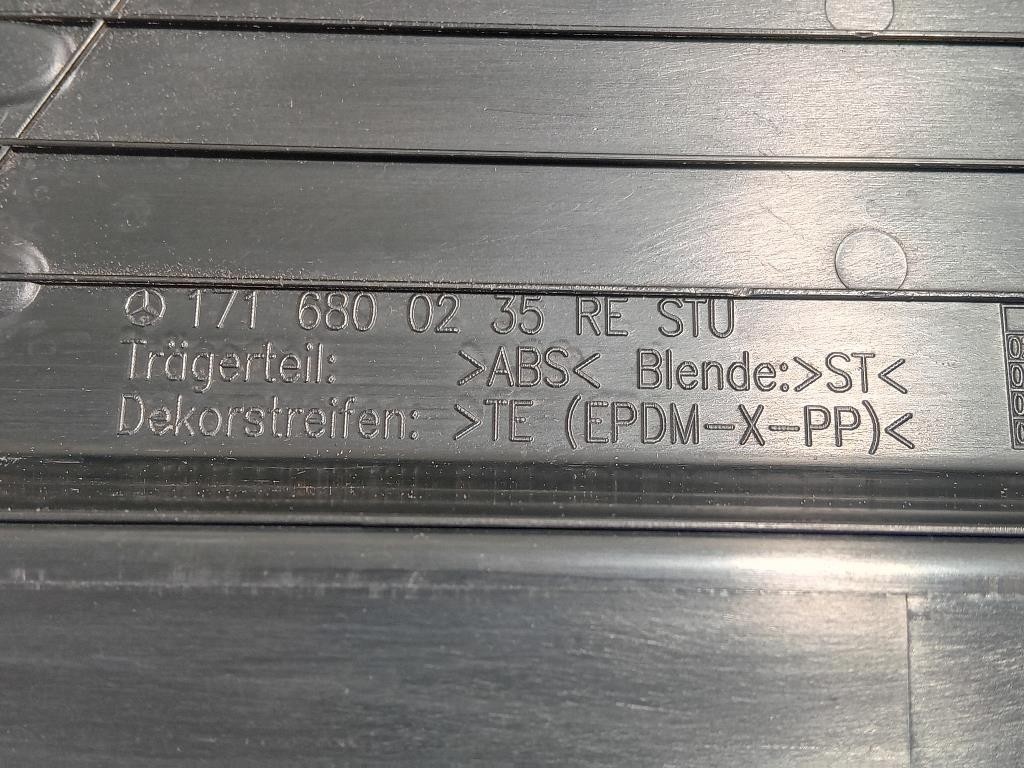 171 680 02 35 RE STU
Trägerteil: >ABS< Blende:>ST<
Dekorstreifen: >TE (EPDM-X-PP)<